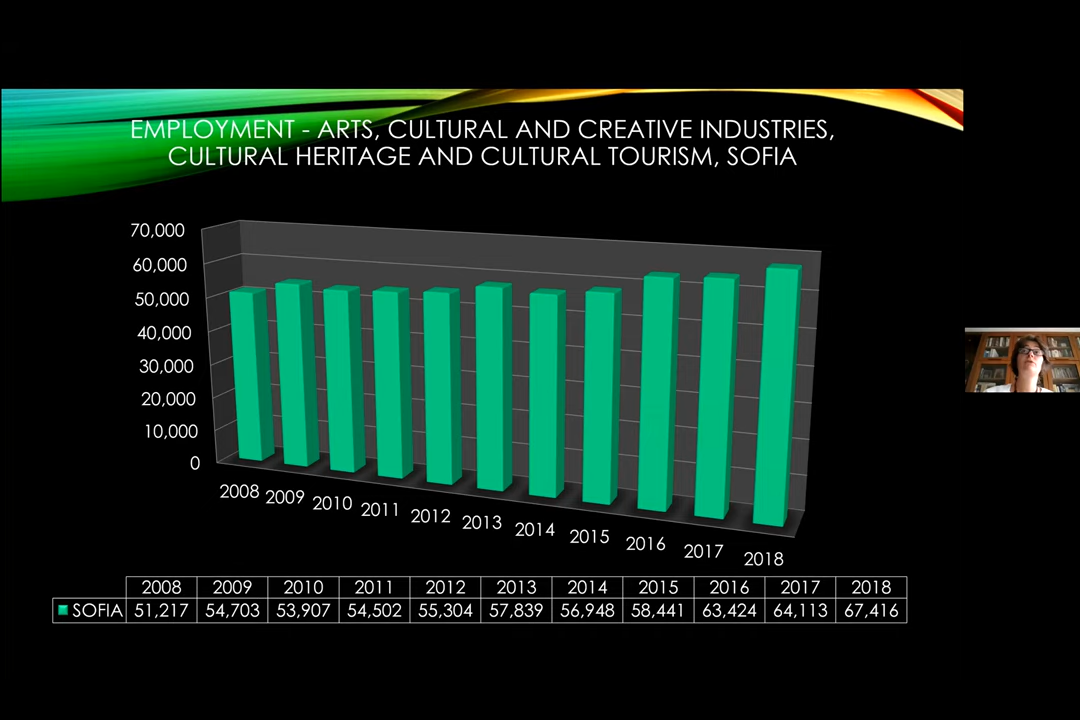 EMPLOYMENT - ARTS, CULTURAL AND CREATIVE INDUSTRIES,
CULTURAL HERITAGE AND CULTURAL TOURISM, SOFIA
70,000
60,000
50,000
40,000
30,000
20,000
10,000
0
2008 2009 2010 2011 2012 2013 2014 2015 2016 2017 2018
2008 2009 2010 2011 2012 2013 2014 2015 2016 2017 2018
SOFIA 51,217 54,703 53,907 54,502 55,304 57,839 56,948 58,441 63,424 64,113 67,416